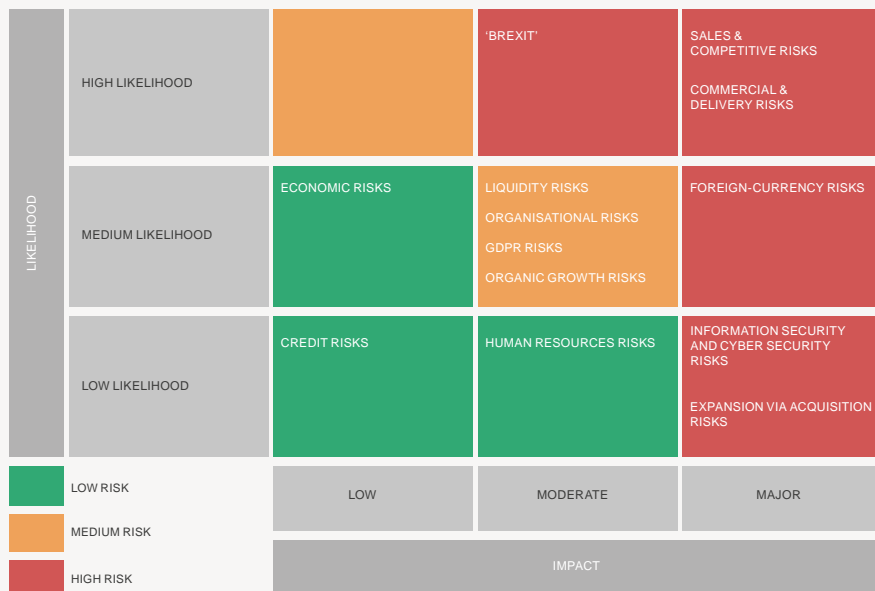 LIKELIHOOD
HIGH LIKELIHOOD
‘BREXIT’
SALES &
COMPETITIVE RISKS
COMMERCIAL &
DELIVERY RISKS
MEDIUM LIKELIHOOD
ECONOMIC RISKS
LIQUIDITY RISKS
ORGANISATIONAL RISKS
GDPR RISKS
ORGANIC GROWTH RISKS
FOREIGN-CURRENCY RISKS
LOW LIKELIHOOD
CREDIT RISKS
HUMAN RESOURCES RISKS
INFORMATION SECURITY
AND CYBER SECURITY
RISKS
EXPANSION VIA ACQUISITION
RISKS
LOW RISK
MEDIUM RISK
HIGH RISK
LOW
MODERATE
MAJOR
IMPACT